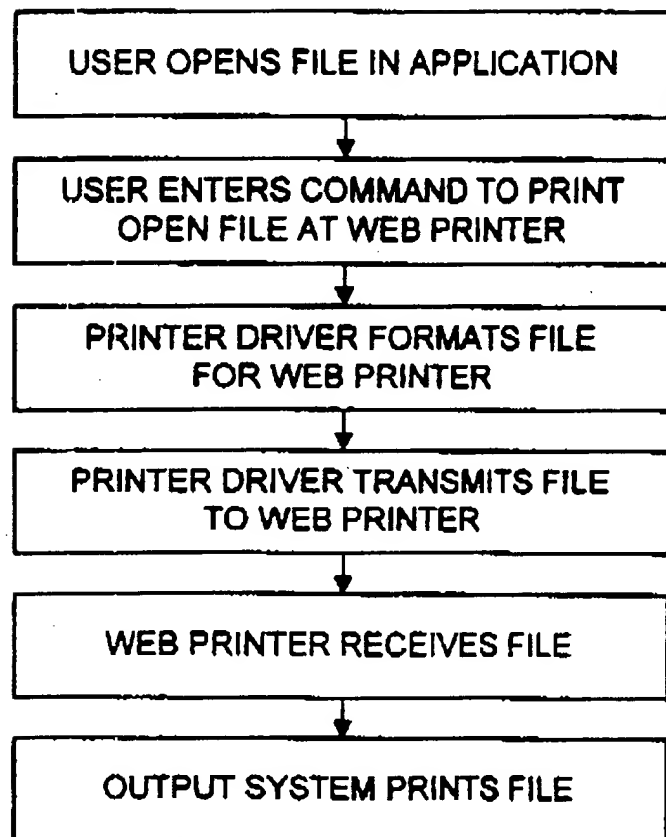 USER OPENS FILE IN APPLICATION
USER ENTERS COMMAND TO PRINT
OPEN FILE AT WEB PRINTER
PRINTER DRIVER FORMATS FILE
FOR WEB PRINTER
PRINTER DRIVER TRANSMITS FILE
TO WEB PRINTER
WEB PRINTER RECEIVES FILE
OUTPUT SYSTEM PRINTS FILE